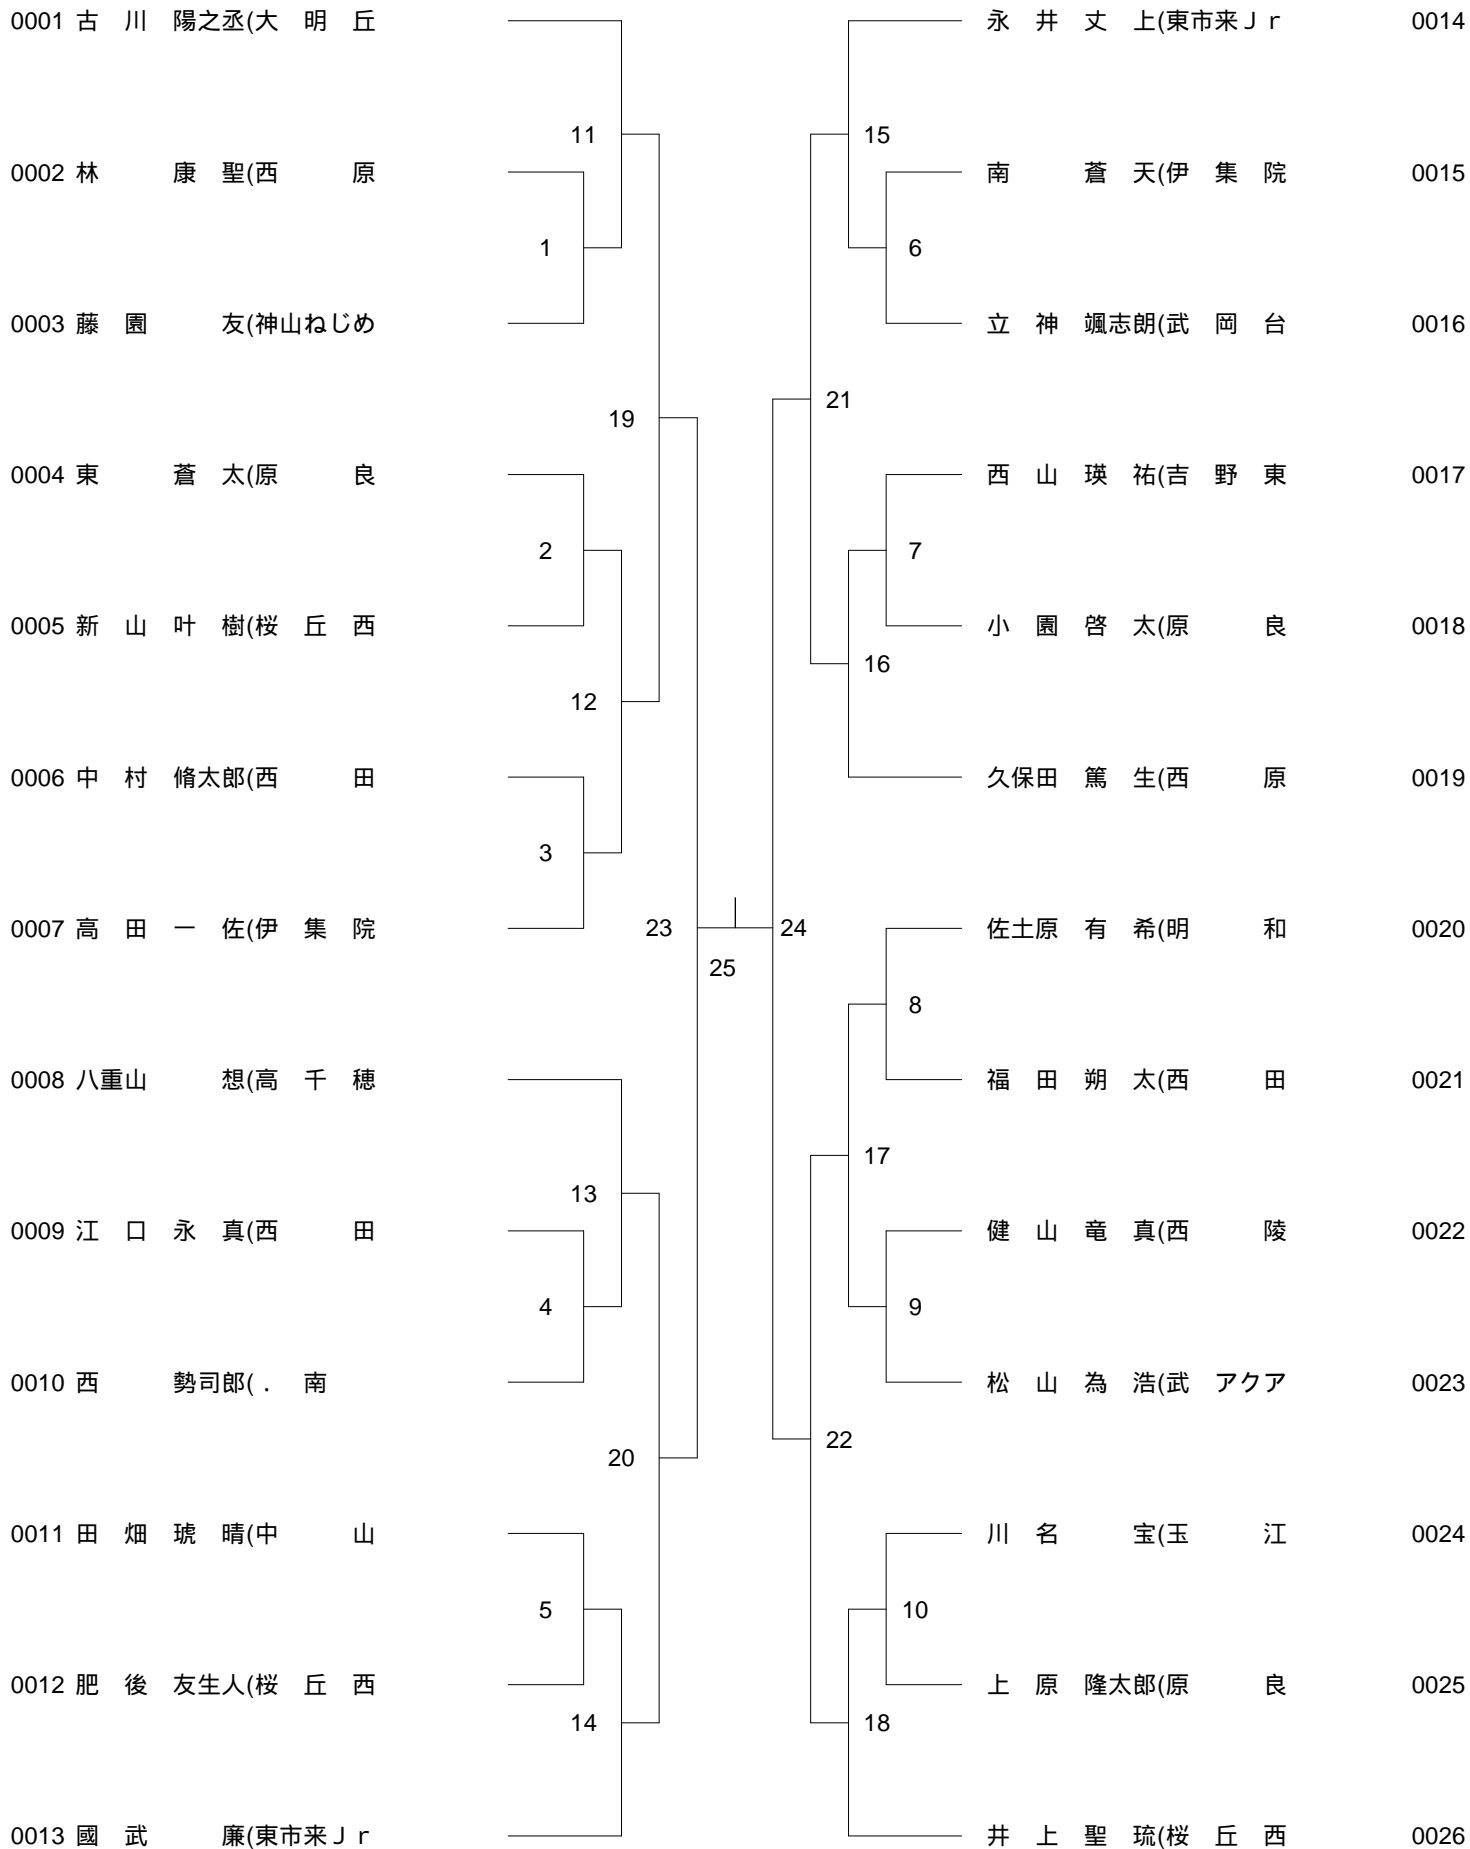 0001 古　川　陽之丞(大　明　丘
永　井　丈　上(東市来Ｊｒ 0014
11
15
0002 林　　　康　聖(西　　　原
南　　　蒼　天(伊　集　院 0015
1
6
0003 藤　園　　　友(神山ねじめ
立　神　颯志朗(武　岡　台 0016
21
19
0004 東　　　蒼　太(原　　　良
西　山　瑛　祐(吉　野　東 0017
2
7
0005 新　山　叶　樹(桜　丘　西
小　園　啓　太(原　　　良 0018
16
12
0006 中　村　脩太郎(西　　　田
久保田　篤　生(西　　　原 0019
3
0007 高　田　一　佐(伊　集　院
23
24
佐土原　有　希(明　　　和 0020
25
8
0008 八重山　　　想(高　千　穂
福　田　朔　太(西　　　田 0021
17
13
0009 江　口　永　真(西　　　田
健　山　竜　真(西　　　陵 0022
4
9
0010 西　　　勢司郎(．　南
松　山　為　浩(武　アクア 0023
22
20
0011 田　畑　琥　晴(中　　　山
川　名　　　宝(玉　　　江 0024
5
10
0012 肥　後　友生人(桜　丘　西
上　原　隆太郎(原　　　良 0025
14
18
0013 國　武　　　廉(東市来Ｊｒ
井　上　聖　琉(桜　丘　西 0026